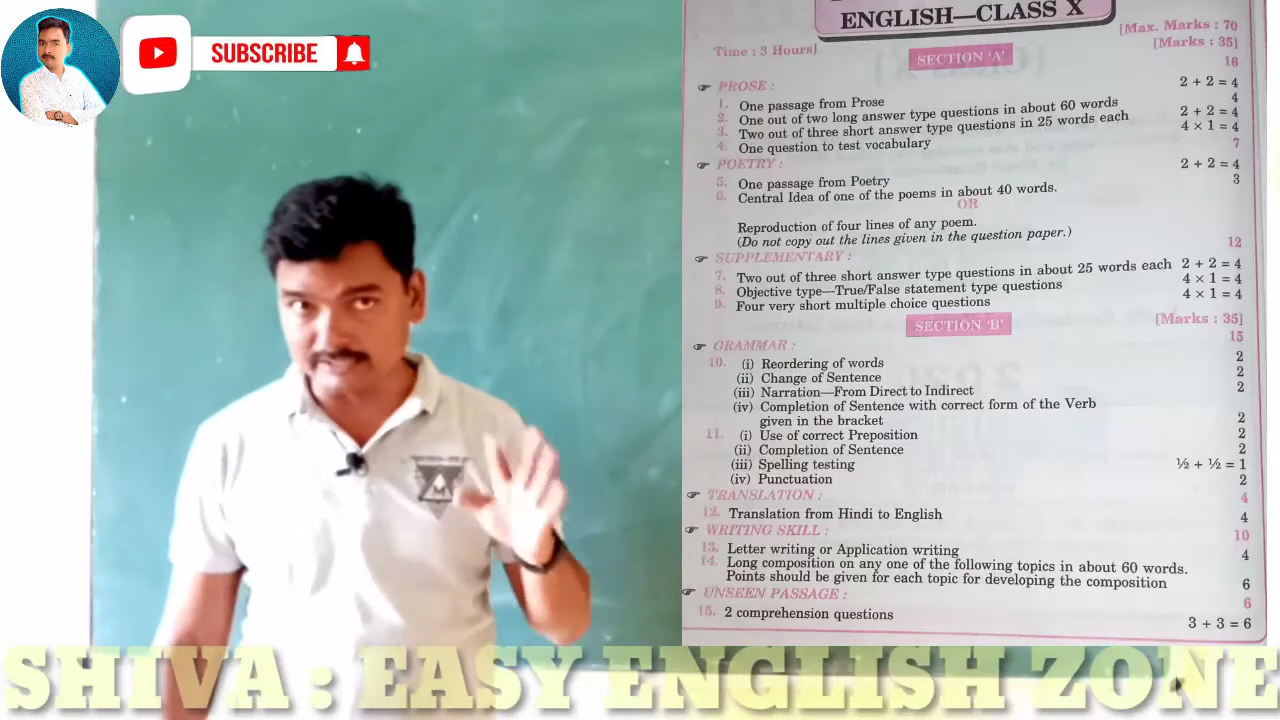 SUBSCRIBE
ENGLISH—CLASS X
[Max. Marks : 70
Time : 3 Hours]
[Marks : 35]
SECTION 'A'
16
☞ PROSE :
1. One passage from Prose 2 + 2 = 4
2. One out of two long answer type questions in about 60 words 4
3. Two out of three short answer type questions in 25 words each 2 + 2 = 4
4. One question to test vocabulary 4 × 1 = 4
☞ POETRY : 7
5. One passage from Poetry 2 + 2 = 4
6. Central Idea of one of the poems in about 40 words. 3
OR
Reproduction of four lines of any poem.
(Do not copy out the lines given in the question paper.)
☞ SUPPLEMENTARY : 12
7. Two out of three short answer type questions in about 25 words each 2 + 2 = 4
8. Objective type—True/False statement type questions 4 × 1 = 4
9. Four very short multiple choice questions 4 × 1 = 4
SECTION 'B' [Marks : 35]
☞ GRAMMAR : 15
10. (i) Reordering of words 2
(ii) Change of Sentence 2
(iii) Narration—From Direct to Indirect 2
(iv) Completion of Sentence with correct form of the Verb
given in the bracket 2
11. (i) Use of correct Preposition 2
(ii) Completion of Sentence 2
(iii) Spelling testing ½ + ½ = 1
(iv) Punctuation 2
☞ TRANSLATION : 4
12. Translation from Hindi to English 4
☞ WRITING SKILL : 10
13. Letter writing or Application writing 4
14. Long composition on any one of the following topics in about 60 words.
Points should be given for each topic for developing the composition 6
☞ UNSEEN PASSAGE : 6
15. 2 comprehension questions 3 + 3 = 6
SHIVA : EASY ENGLISH ZONE